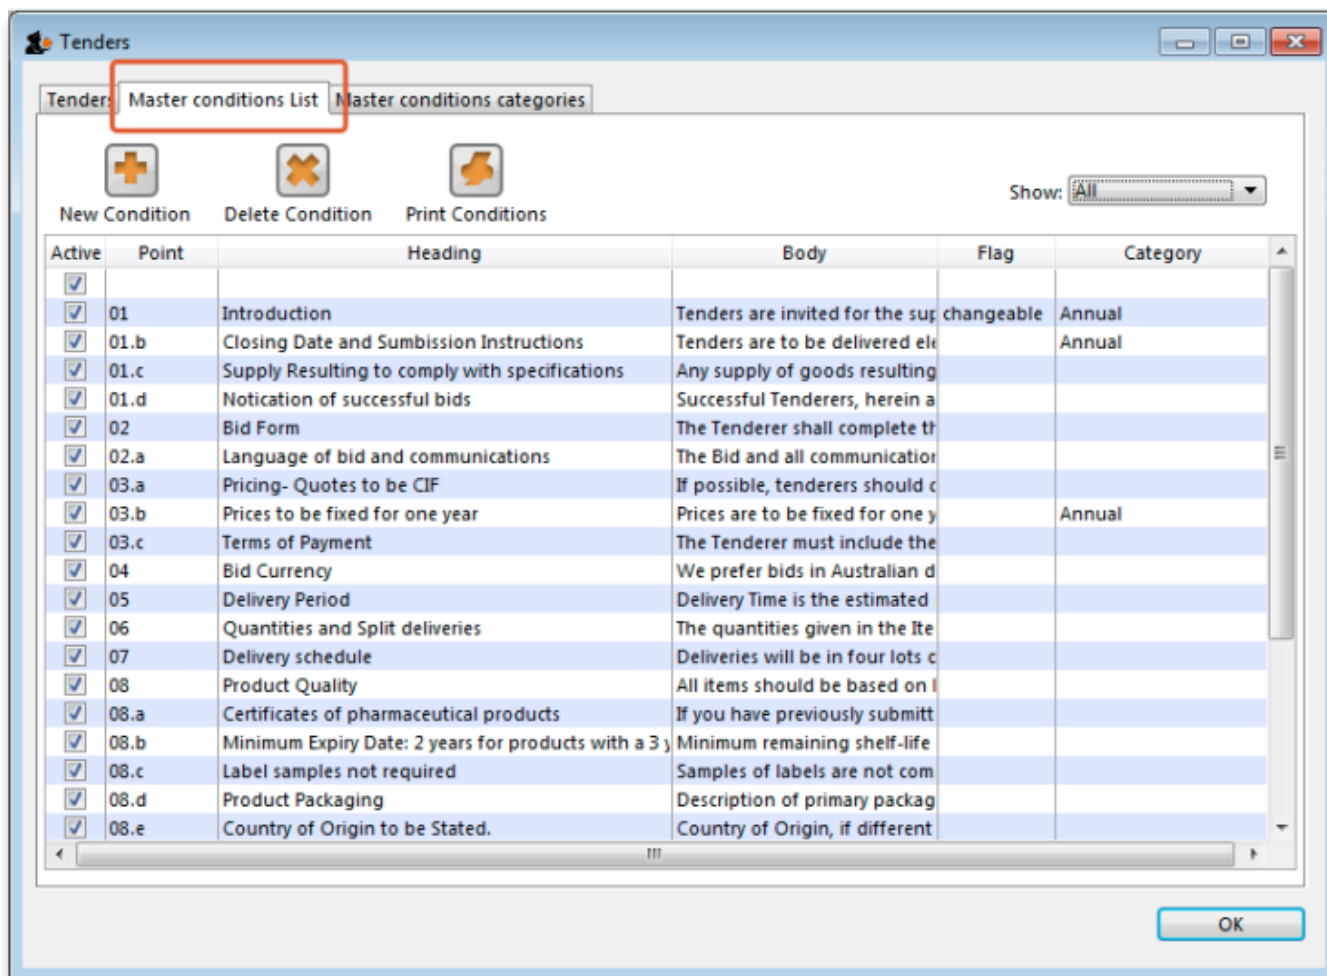 Tenders
Tenders Master conditions List Master conditions categories
New Condition Delete Condition Print Conditions Show: All
Active Point Heading Body Flag Category
01 Introduction Tenders are invited for the sup changeable Annual
01.b Closing Date and Sumbission Instructions Tenders are to be delivered ele Annual
01.c Supply Resulting to comply with specifications Any supply of goods resulting
01.d Notication of successful bids Successful Tenderers, herein a
02 Bid Form The Tenderer shall complete th
02.a Language of bid and communications The Bid and all communication
03.a Pricing- Quotes to be CIF If possible, tenderers should c
03.b Prices to be fixed for one year Prices are to be fixed for one y Annual
03.c Terms of Payment The Tenderer must include the
04 Bid Currency We prefer bids in Australian d
05 Delivery Period Delivery Time is the estimated
06 Quantities and Split deliveries The quantities given in the Ite
07 Delivery schedule Deliveries will be in four lots c
08 Product Quality All items should be based on
08.a Certificates of pharmaceutical products If you have previously submitt
08.b Minimum Expiry Date: 2 years for products with a 3 y Minimum remaining shelf-life
08.c Label samples not required Samples of labels are not com
08.d Product Packaging Description of primary packag
08.e Country of Origin to be Stated. Country of Origin, if different
OK